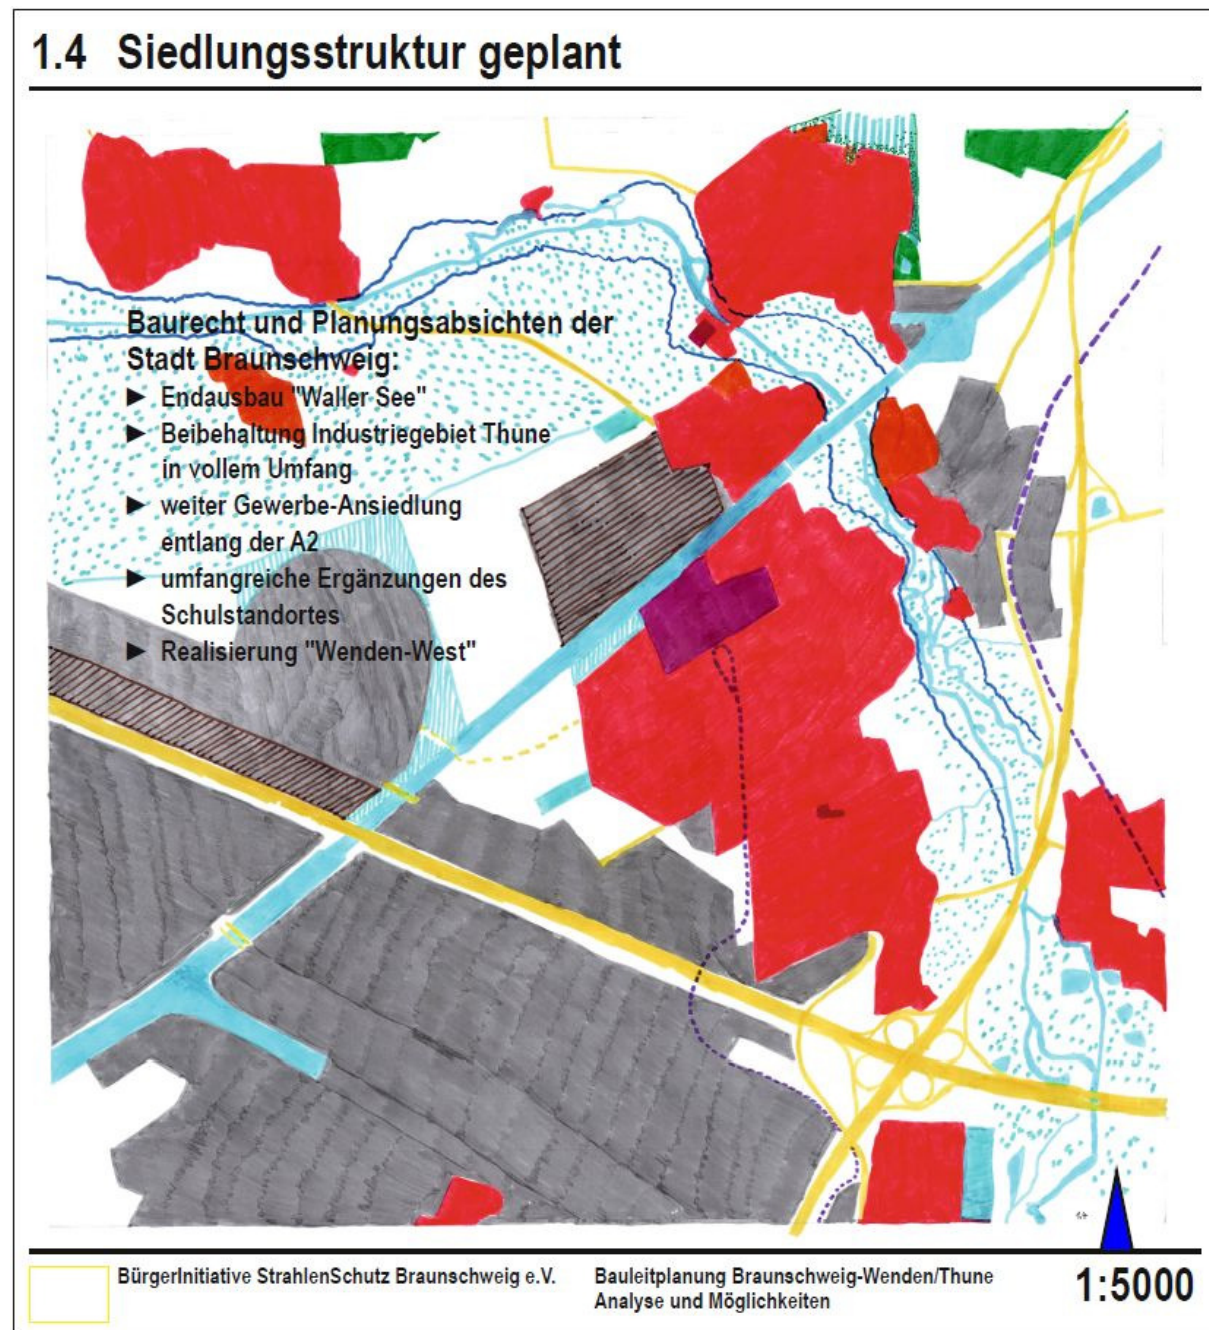 1.4 Siedlungsstruktur geplant
Baurecht und Planungsabsichten der
Stadt Braunschweig:
► Endausbau "Waller See"
► Beibehaltung Industriegebiet Thune
in vollem Umfang
► weiter Gewerbe-Ansiedlung
entlang der A2
► umfangreiche Ergänzungen des
Schulstandortes
► Realisierung "Wenden-West"
BürgerInitiative StrahlenSchutz Braunschweig e.V.
Bauleitplanung Braunschweig-Wenden/Thune
Analyse und Möglichkeiten
1:5000